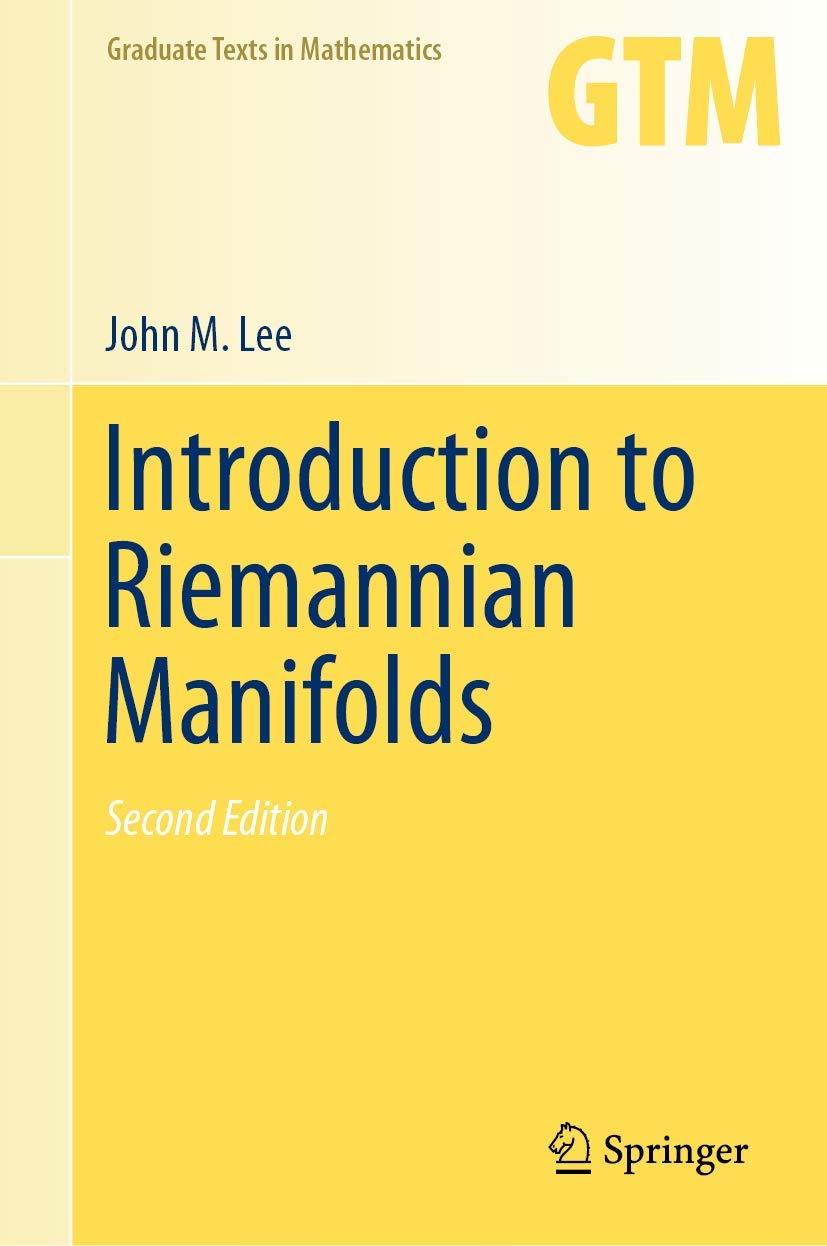 Graduate Texts in Mathematics
GTM
John M. Lee
Introduction to
Riemannian
Manifolds
Second Edition
Springer